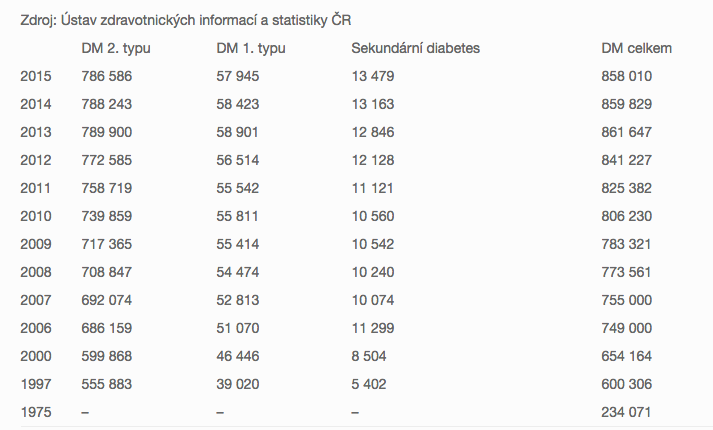 Zdroj: Ústav zdravotnických informací a statistiky ČR
DM 2. typu DM 1. typu Sekundární diabetes DM celkem
2015 786 586 57 945 13 479 858 010
2014 788 243 58 423 13 163 859 829
2013 789 900 58 901 12 846 861 647
2012 772 585 56 514 12 128 841 227
2011 758 719 55 542 11 121 825 382
2010 739 859 55 811 10 560 806 230
2009 717 365 55 414 10 542 783 321
2008 708 847 54 474 10 240 773 561
2007 692 074 52 813 10 074 755 000
2006 686 159 51 070 11 299 749 000
2000 599 868 46 446 8 504 654 164
1997 555 883 39 020 5 402 600 306
1975 – – – 234 071